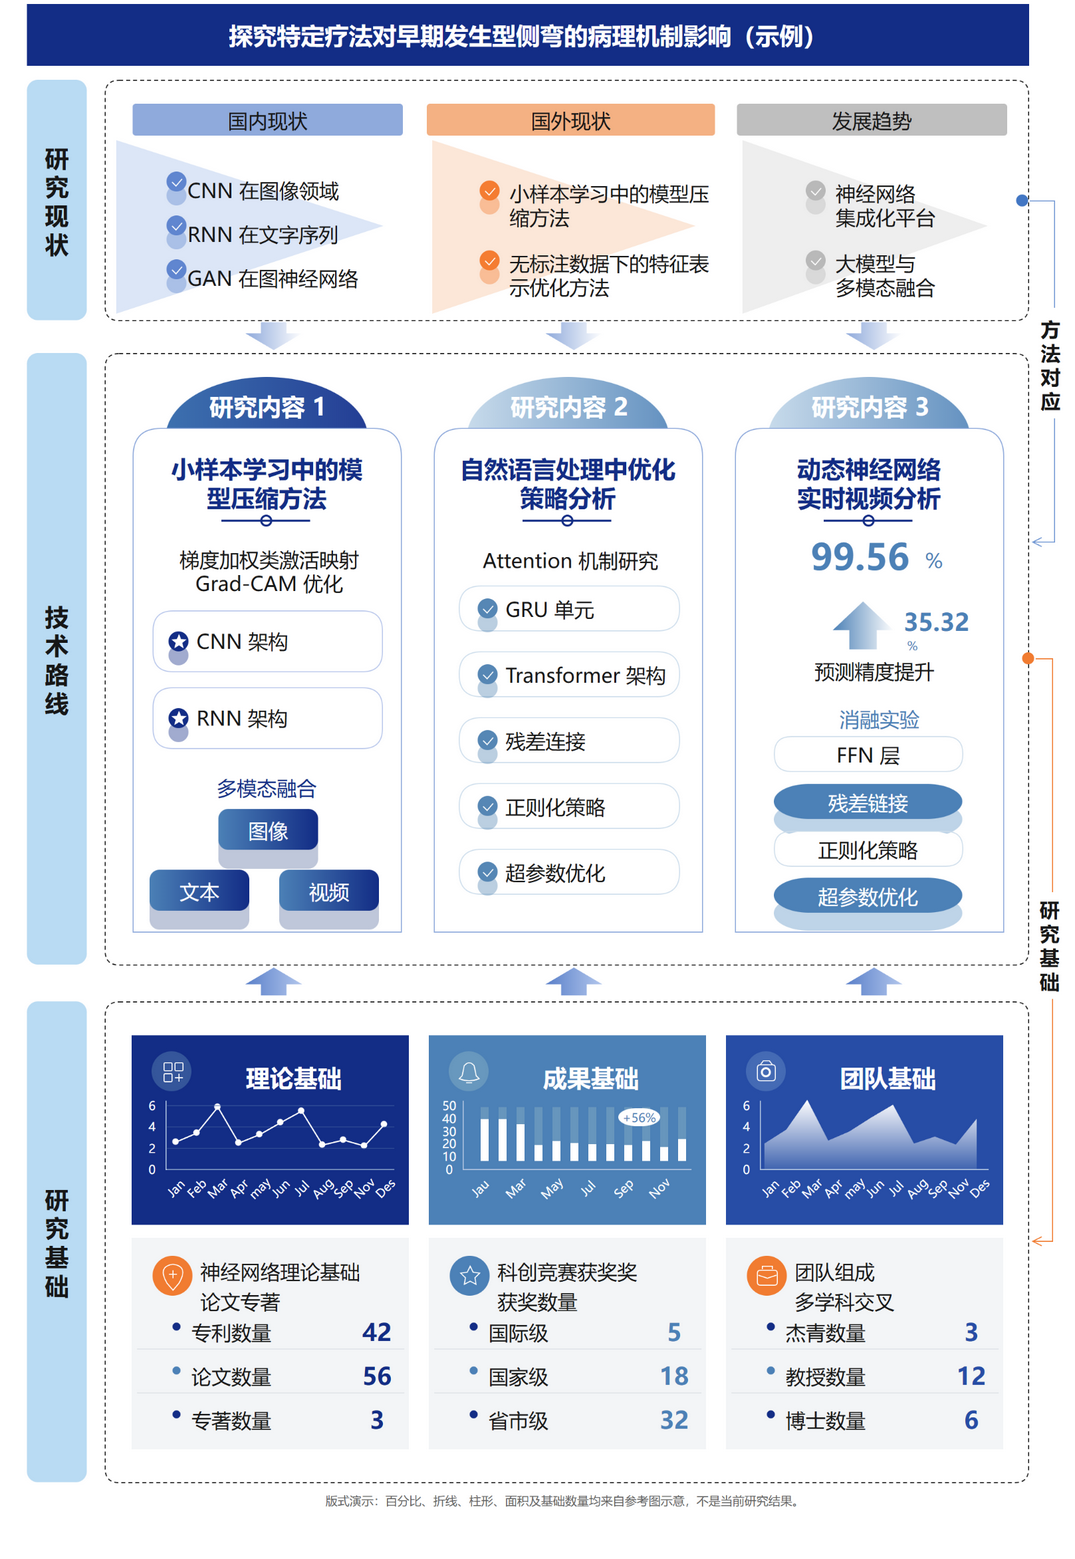 探究特定疗法对早期发生型侧弯的病理机制影响（示例）
研究现状
国内现状
CNN 在图像领域
RNN 在文字序列
GAN 在图神经网络
国外现状
小样本学习中的模型压
缩方法
无标注数据下的特征表
示优化方法
发展趋势
神经网络
集成化平台
大模型与
多模态融合
方法对应
技术路线
研究内容 1
小样本学习中的模
型压缩方法
梯度加权类激活映射
Grad-CAM 优化
CNN 架构
RNN 架构
多模态融合
图像
文本
视频
研究内容 2
自然语言处理中优化
策略分析
Attention 机制研究
GRU 单元
Transformer 架构
残差连接
正则化策略
超参数优化
研究内容 3
动态神经网络
实时视频分析
99.56 %
35.32
%
预测精度提升
消融实验
FFN 层
残差链接
正则化策略
超参数优化
研究基础
研究基础
理论基础
6
4
2
0
Jan Feb Mar Apr may Jun Jul Aug Sep Nov Des
成果基础
50
40
30
20
10
0
+56%
Jau Mar May Jul Sep Nov
团队基础
6
4
2
0
Jan Feb Mar Apr may Jun Jul Aug Sep Nov Des
神经网络理论基础
论文专著
专利数量 42
论文数量 56
专著数量 3
科创竞赛获奖奖
获奖数量
国际级 5
国家级 18
省市级 32
团队组成
多学科交叉
杰青数量 3
教授数量 12
博士数量 6
版式演示：百分比、折线、柱形、面积及基础数量均来自参考图示意，不是当前研究结果。